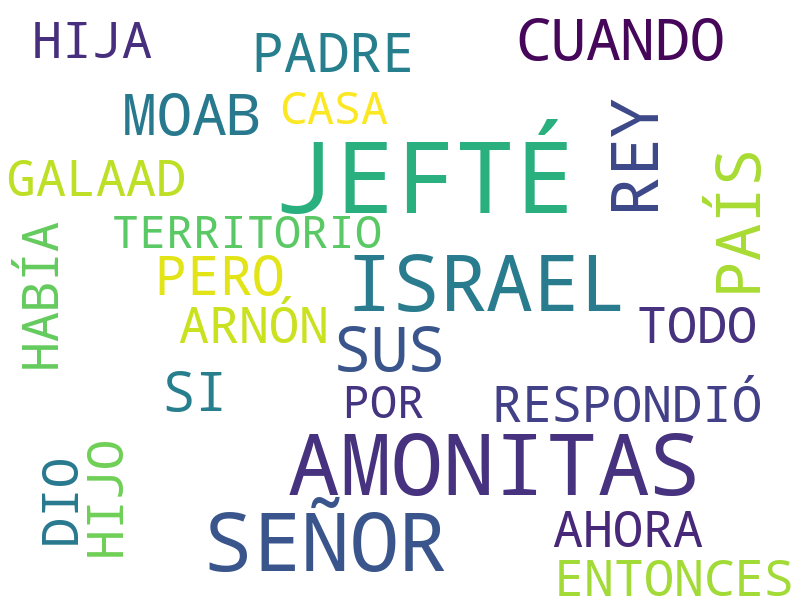 HIJA
PADRE
CUANDO
MOAB
CASA
REY
JEFTÉ
GALAAD
PAÍS
TERRITORIO
HABÍA
PERO
ISRAEL
ARNÓN
SUS
TODO
SI
POR
RESPONDIÓ
AMONITAS
DIO
HIJO
SEÑOR
AHORA
ENTONCES